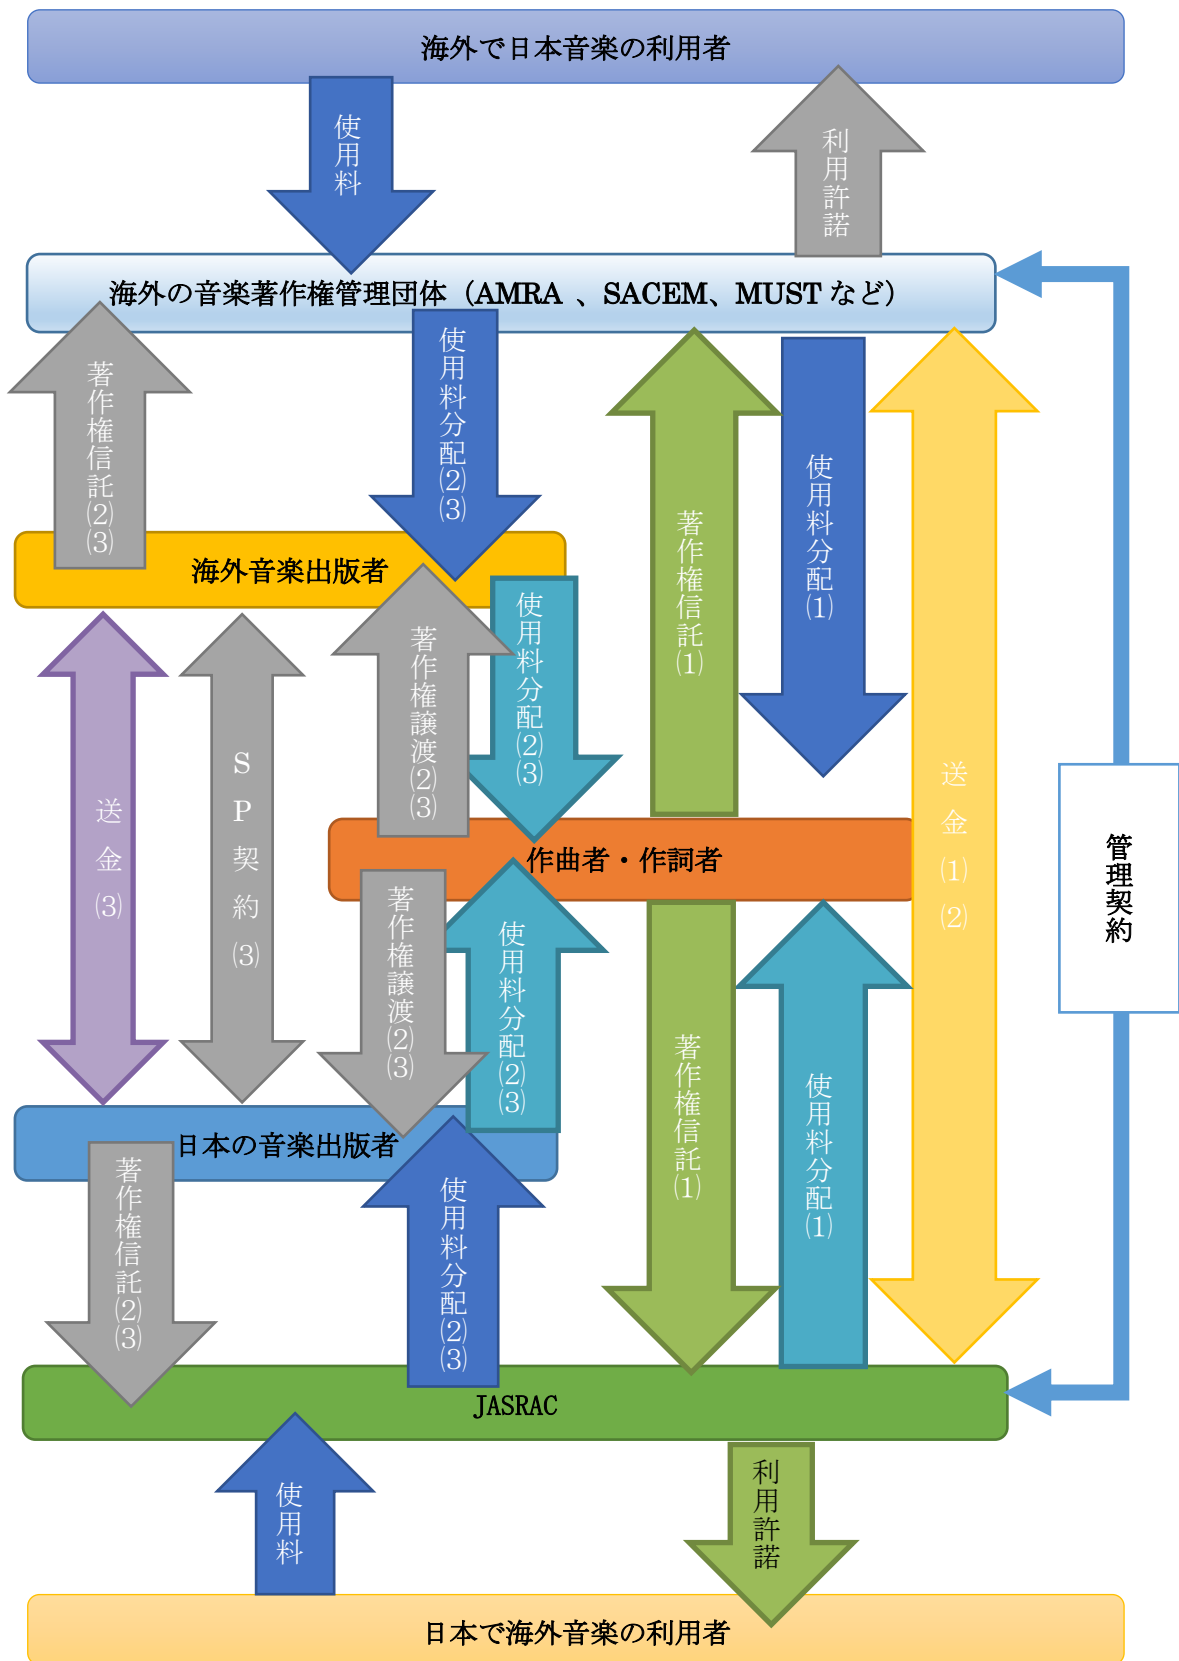 海外で日本音楽の利用者
使用料
利用許諾
海外の音楽著作権管理団体（AMRA 、SACEM、MUST など）
著作権信託(2)(3)
使用料分配(2)(3)
著作権信託(1)
使用料分配(1)
海外音楽出版者
著作権譲渡(2)(3)
使用料分配(2)(3)
送金(3)
SP契約(3)
送金(1)(2)
管理契約
作曲者・作詞者
著作権譲渡(2)(3)
使用料分配(2)(3)
著作権信託(1)
使用料分配(1)
日本の音楽出版者
著作権信託(2)(3)
使用料分配(2)(3)
JASRAC
使用料
利用許諾
日本で海外音楽の利用者